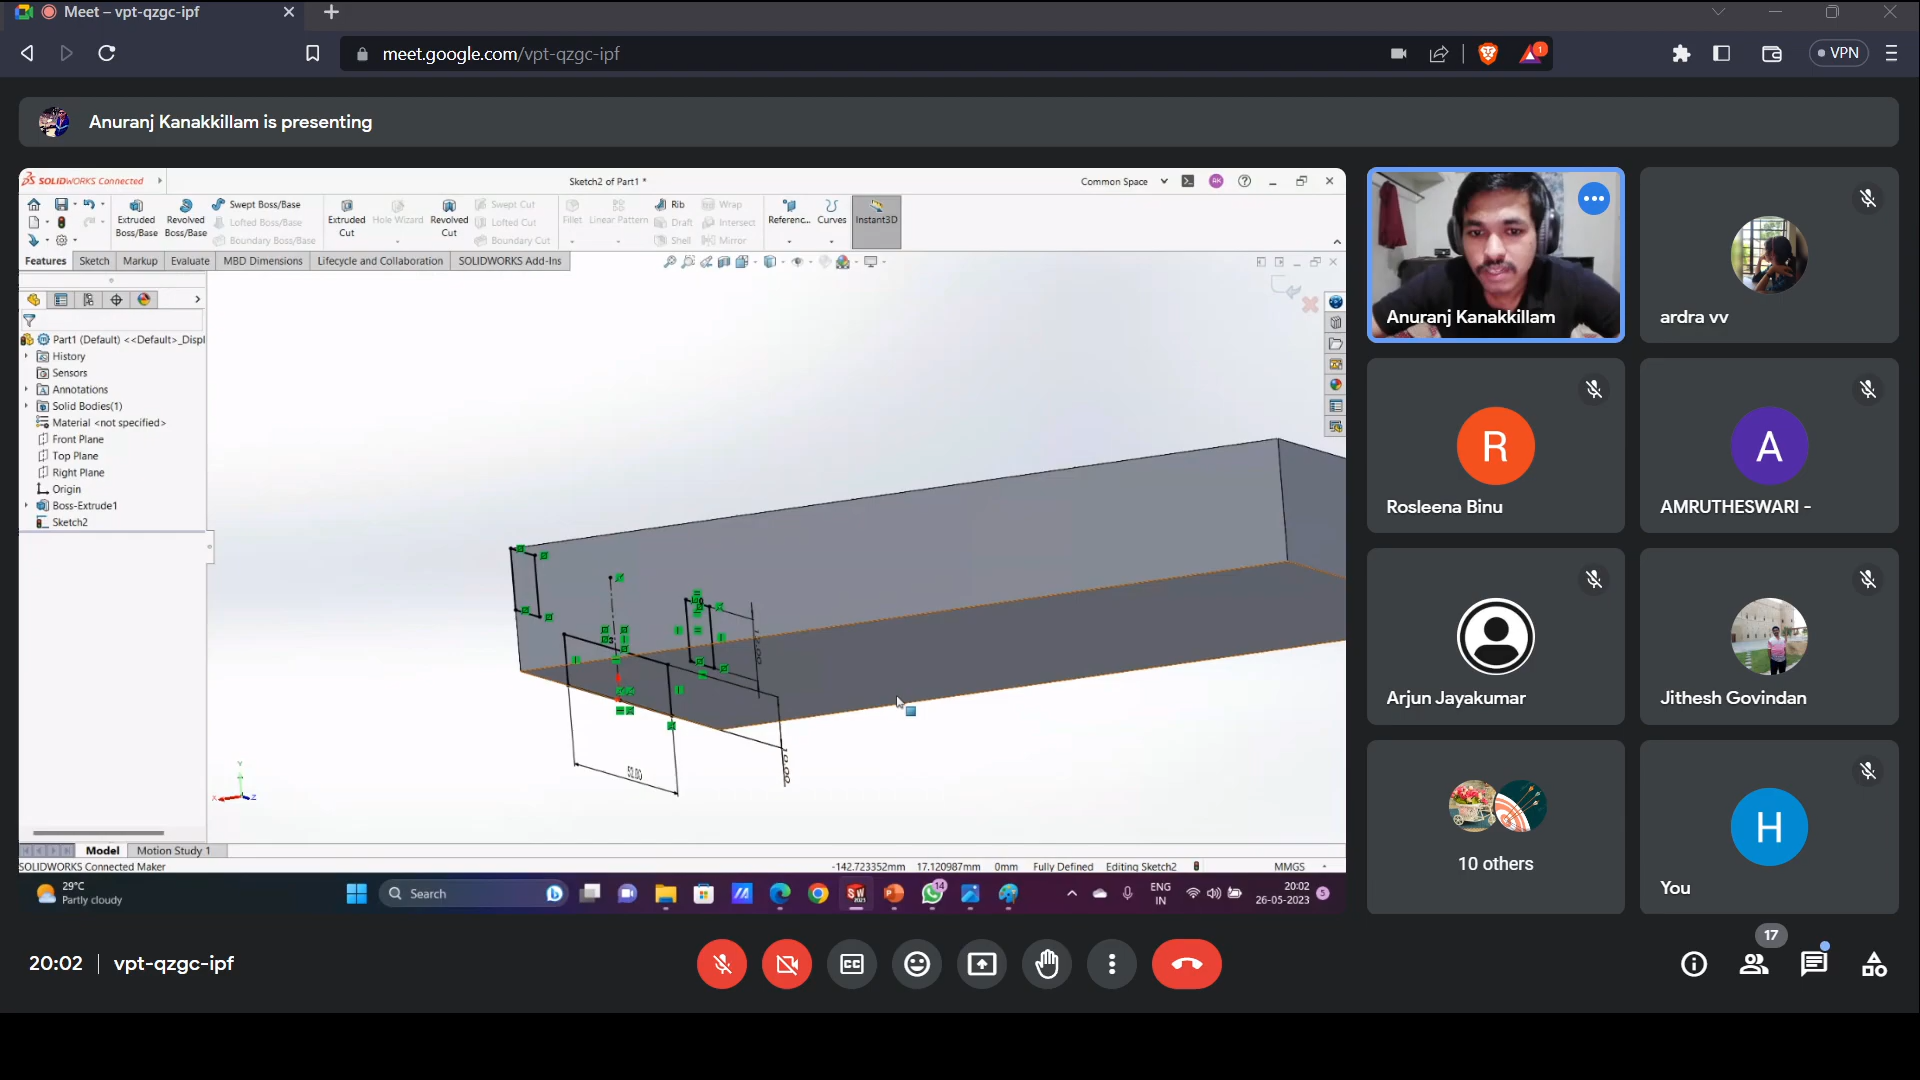 Meet – vpt-qzgc-ipf
meet.google.com/vpt-qzgc-ipf
1
VPN
Anuranj Kanakkillam is presenting
SOLIDWORKS Connected
Sketch2 of Part1 *
Common Space
RK
Extruded Boss/Base
Revolved Boss/Base
Swept Boss/Base
Lofted Boss/Base
Boundary Boss/Base
Extruded Cut
Hole Wizard
Revolved Cut
Swept Cut
Lofted Cut
Boundary Cut
Fillet
Linear Pattern
Rib
Draft
Shell
Wrap
Intersect
Mirror
Referenc...
Curves
Instant3D
Features
Sketch
Markup
Evaluate
MBD Dimensions
Lifecycle and Collaboration
SOLIDWORKS Add-Ins
Part1 (Default) <<Default>_Displ
History
Sensors
Annotations
Solid Bodies(1)
Material <not specified>
Front Plane
Top Plane
Right Plane
Origin
Boss-Extrude1
Sketch2
10.00
Y
X
Z
Model
Motion Study 1
SOLIDWORKS Connected Maker
-142.723352mm
17.120987mm
0mm
Fully Defined
Editing Sketch2
MMGS
29°C
Partly cloudy
Search
14
ENG
IN
20:02
26-05-2023
5
Anuranj Kanakkillam
ardra vv
R
Rosleena Binu
A
AMRUTHESWARI -
Arjun Jayakumar
Jithesh Govindan
10 others
H
You
20:02
vpt-qzgc-ipf
CC
17